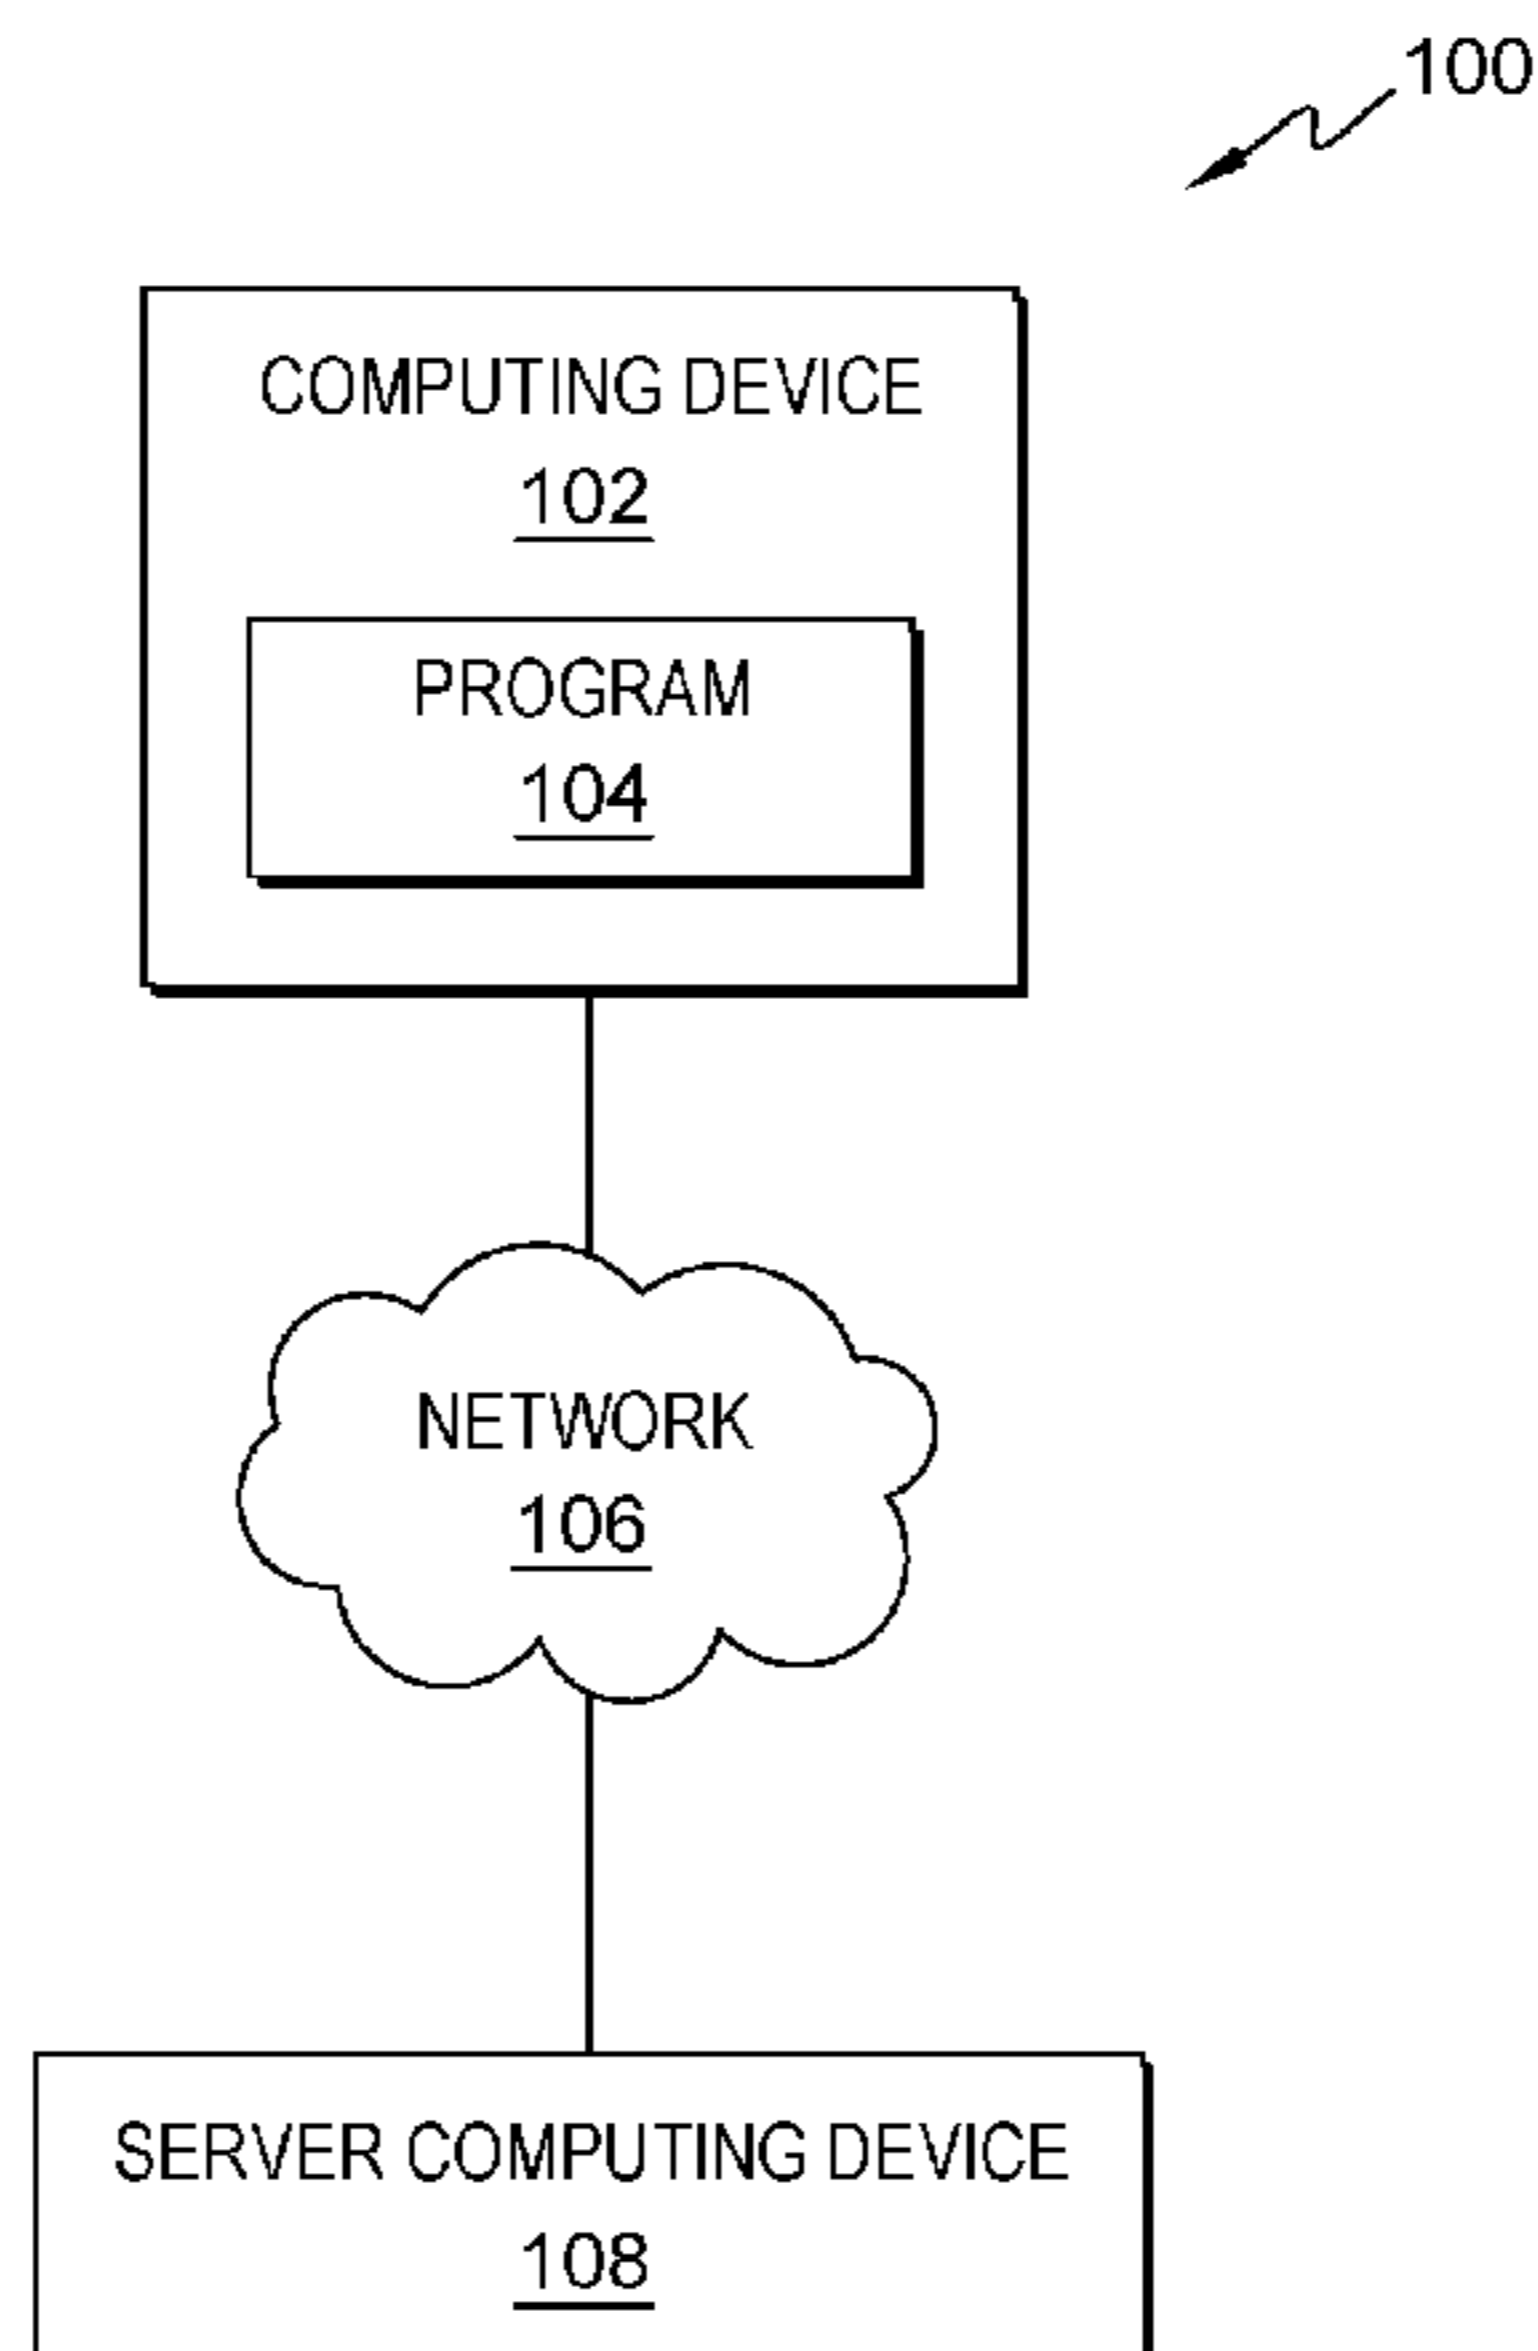 100
COMPUTING DEVICE
102
PROGRAM
104
NETWORK
106
SERVER COMPUTING DEVICE
108